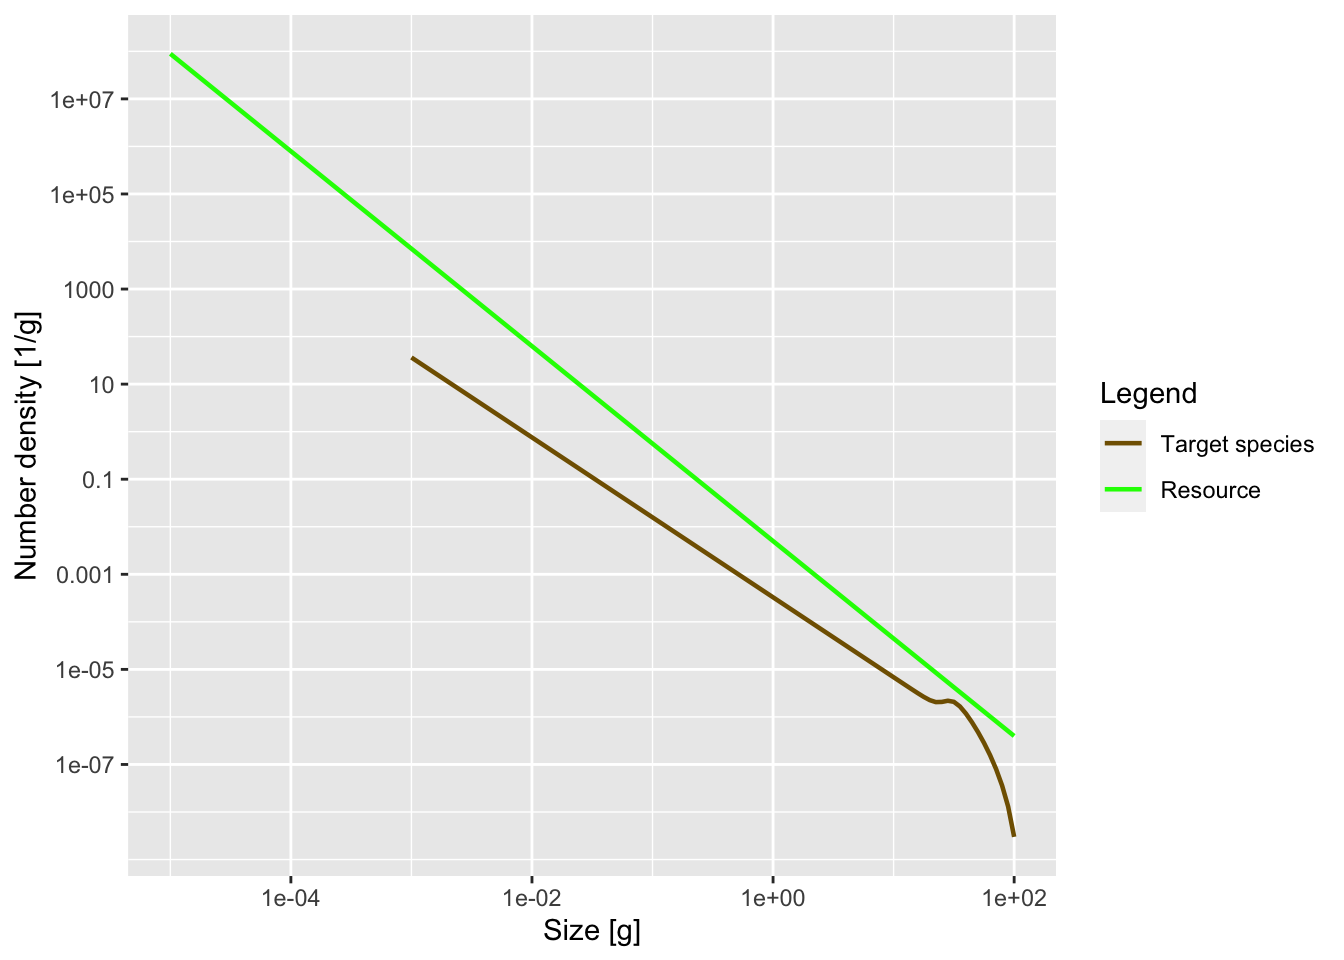 1e+07
1e+05
1000
10
0.1
0.001
1e-05
1e-07
Number density [1/g]
1e-04
1e-02
1e+00
1e+02
Size [g]
Legend
Target species
Resource